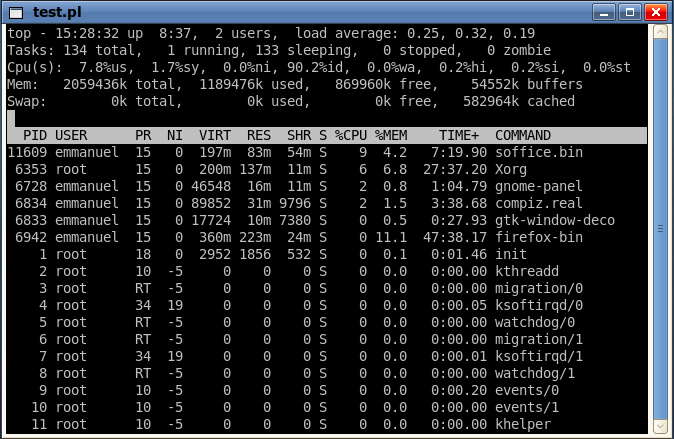 test.pl
top - 15:28:32 up  8:37,  2 users,  load average: 0.25, 0.32, 0.19
Tasks: 134 total,   1 running, 133 sleeping,   0 stopped,   0 zombie
Cpu(s):  7.8%us,  1.7%sy,  0.0%ni, 90.2%id,  0.0%wa,  0.2%hi,  0.2%si,  0.0%st
Mem:   2059436k total,  1189476k used,   869960k free,    54552k buffers
Swap:        0k total,        0k used,        0k free,   582964k cached
  PID USER      PR  NI  VIRT  RES  SHR S %CPU %MEM    TIME+  COMMAND
11609 emmanuel  15   0  197m  83m  54m S    9  4.2   7:19.90 soffice.bin
 6353 root      15   0  200m 137m  11m S    6  6.8  27:37.20 Xorg
 6728 emmanuel  15   0 46548  16m  11m S    2  0.8   1:04.79 gnome-panel
 6834 emmanuel  15   0 89852  31m 9796 S    2  1.5   3:38.68 compiz.real
 6833 emmanuel  15   0 17724  10m 7380 S    0  0.5   0:27.93 gtk-window-deco
 6942 emmanuel  15   0  360m 223m  24m S    0 11.1  47:38.17 firefox-bin
    1 root      18   0  2952 1856  532 S    0  0.1   0:01.46 init
    2 root      10  -5     0    0    0 S    0  0.0   0:00.00 kthreadd
    3 root      RT  -5     0    0    0 S    0  0.0   0:00.00 migration/0
    4 root      34  19     0    0    0 S    0  0.0   0:00.05 ksoftirqd/0
    5 root      RT  -5     0    0    0 S    0  0.0   0:00.00 watchdog/0
    6 root      RT  -5     0    0    0 S    0  0.0   0:00.00 migration/1
    7 root      34  19     0    0    0 S    0  0.0   0:00.01 ksoftirqd/1
    8 root      RT  -5     0    0    0 S    0  0.0   0:00.00 watchdog/1
    9 root      10  -5     0    0    0 S    0  0.0   0:00.20 events/0
   10 root      10  -5     0    0    0 S    0  0.0   0:00.00 events/1
   11 root      10  -5     0    0    0 S    0  0.0   0:00.00 khelper